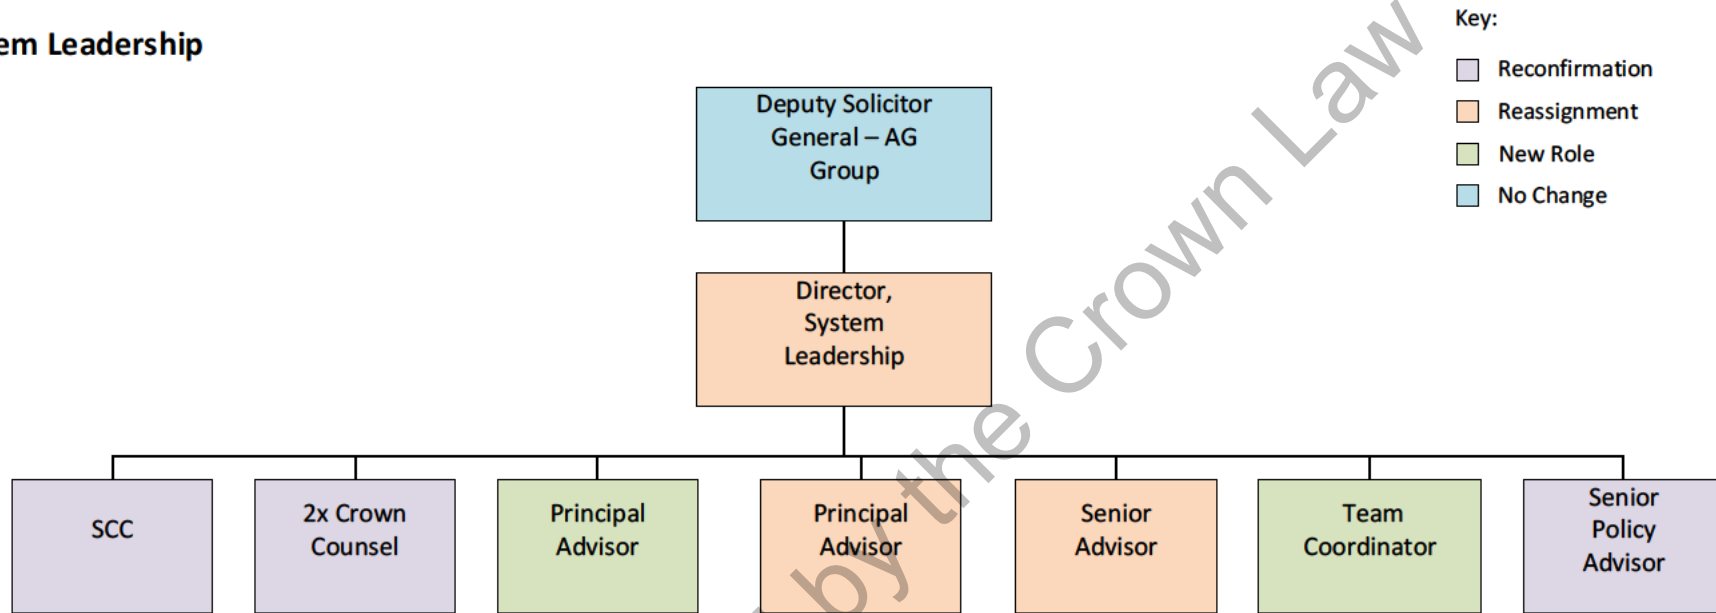 em Leadership
Key:
Reconfirmation
Reassignment
New Role
No Change
Deputy Solicitor
General – AG
Group
Director,
System
Leadership
SCC
2x Crown
Counsel
Principal
Advisor
Principal
Advisor
Senior
Advisor
Team
Coordinator
Senior
Policy
Advisor
by the Crown Law